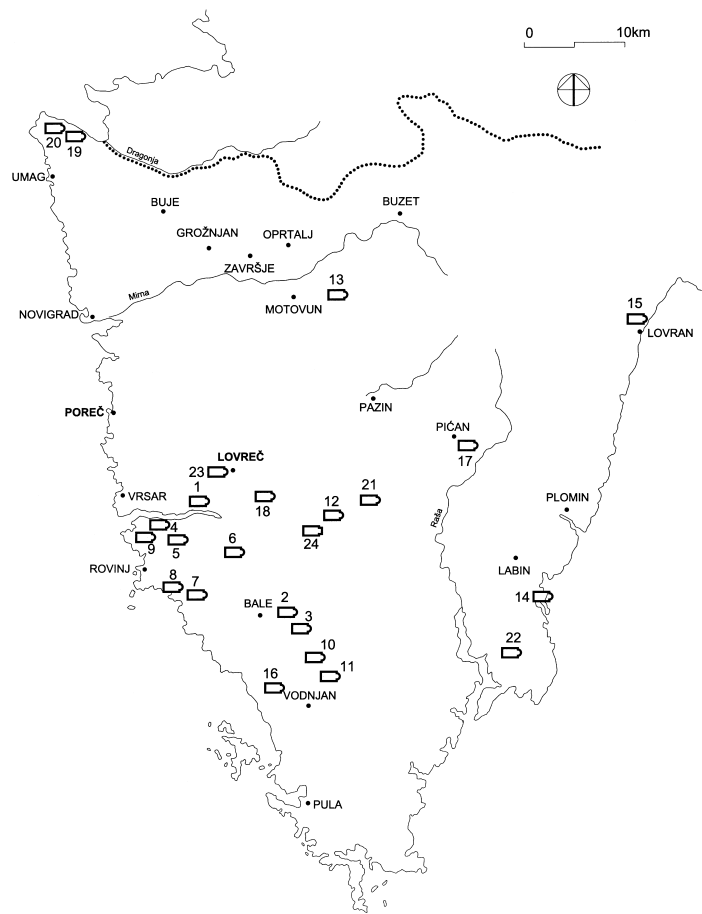 0 10km
20
19
Dragonja
UMAG
BUJE
BUZET
GROŽNJAN
OPRTALJ
ZAVRŠJE
13
Mirna
MOTOVUN
15
NOVIGRAD
LOVRAN
PAZIN
POREČ
PIĆAN
17
LOVREČ
23
1
18
21
VRSAR
12
PLOMIN
Raša
4
9
5
6
24
ROVINJ
LABIN
8
7
14
BALE
2
3
22
10
11
16
VODNJAN
PULA